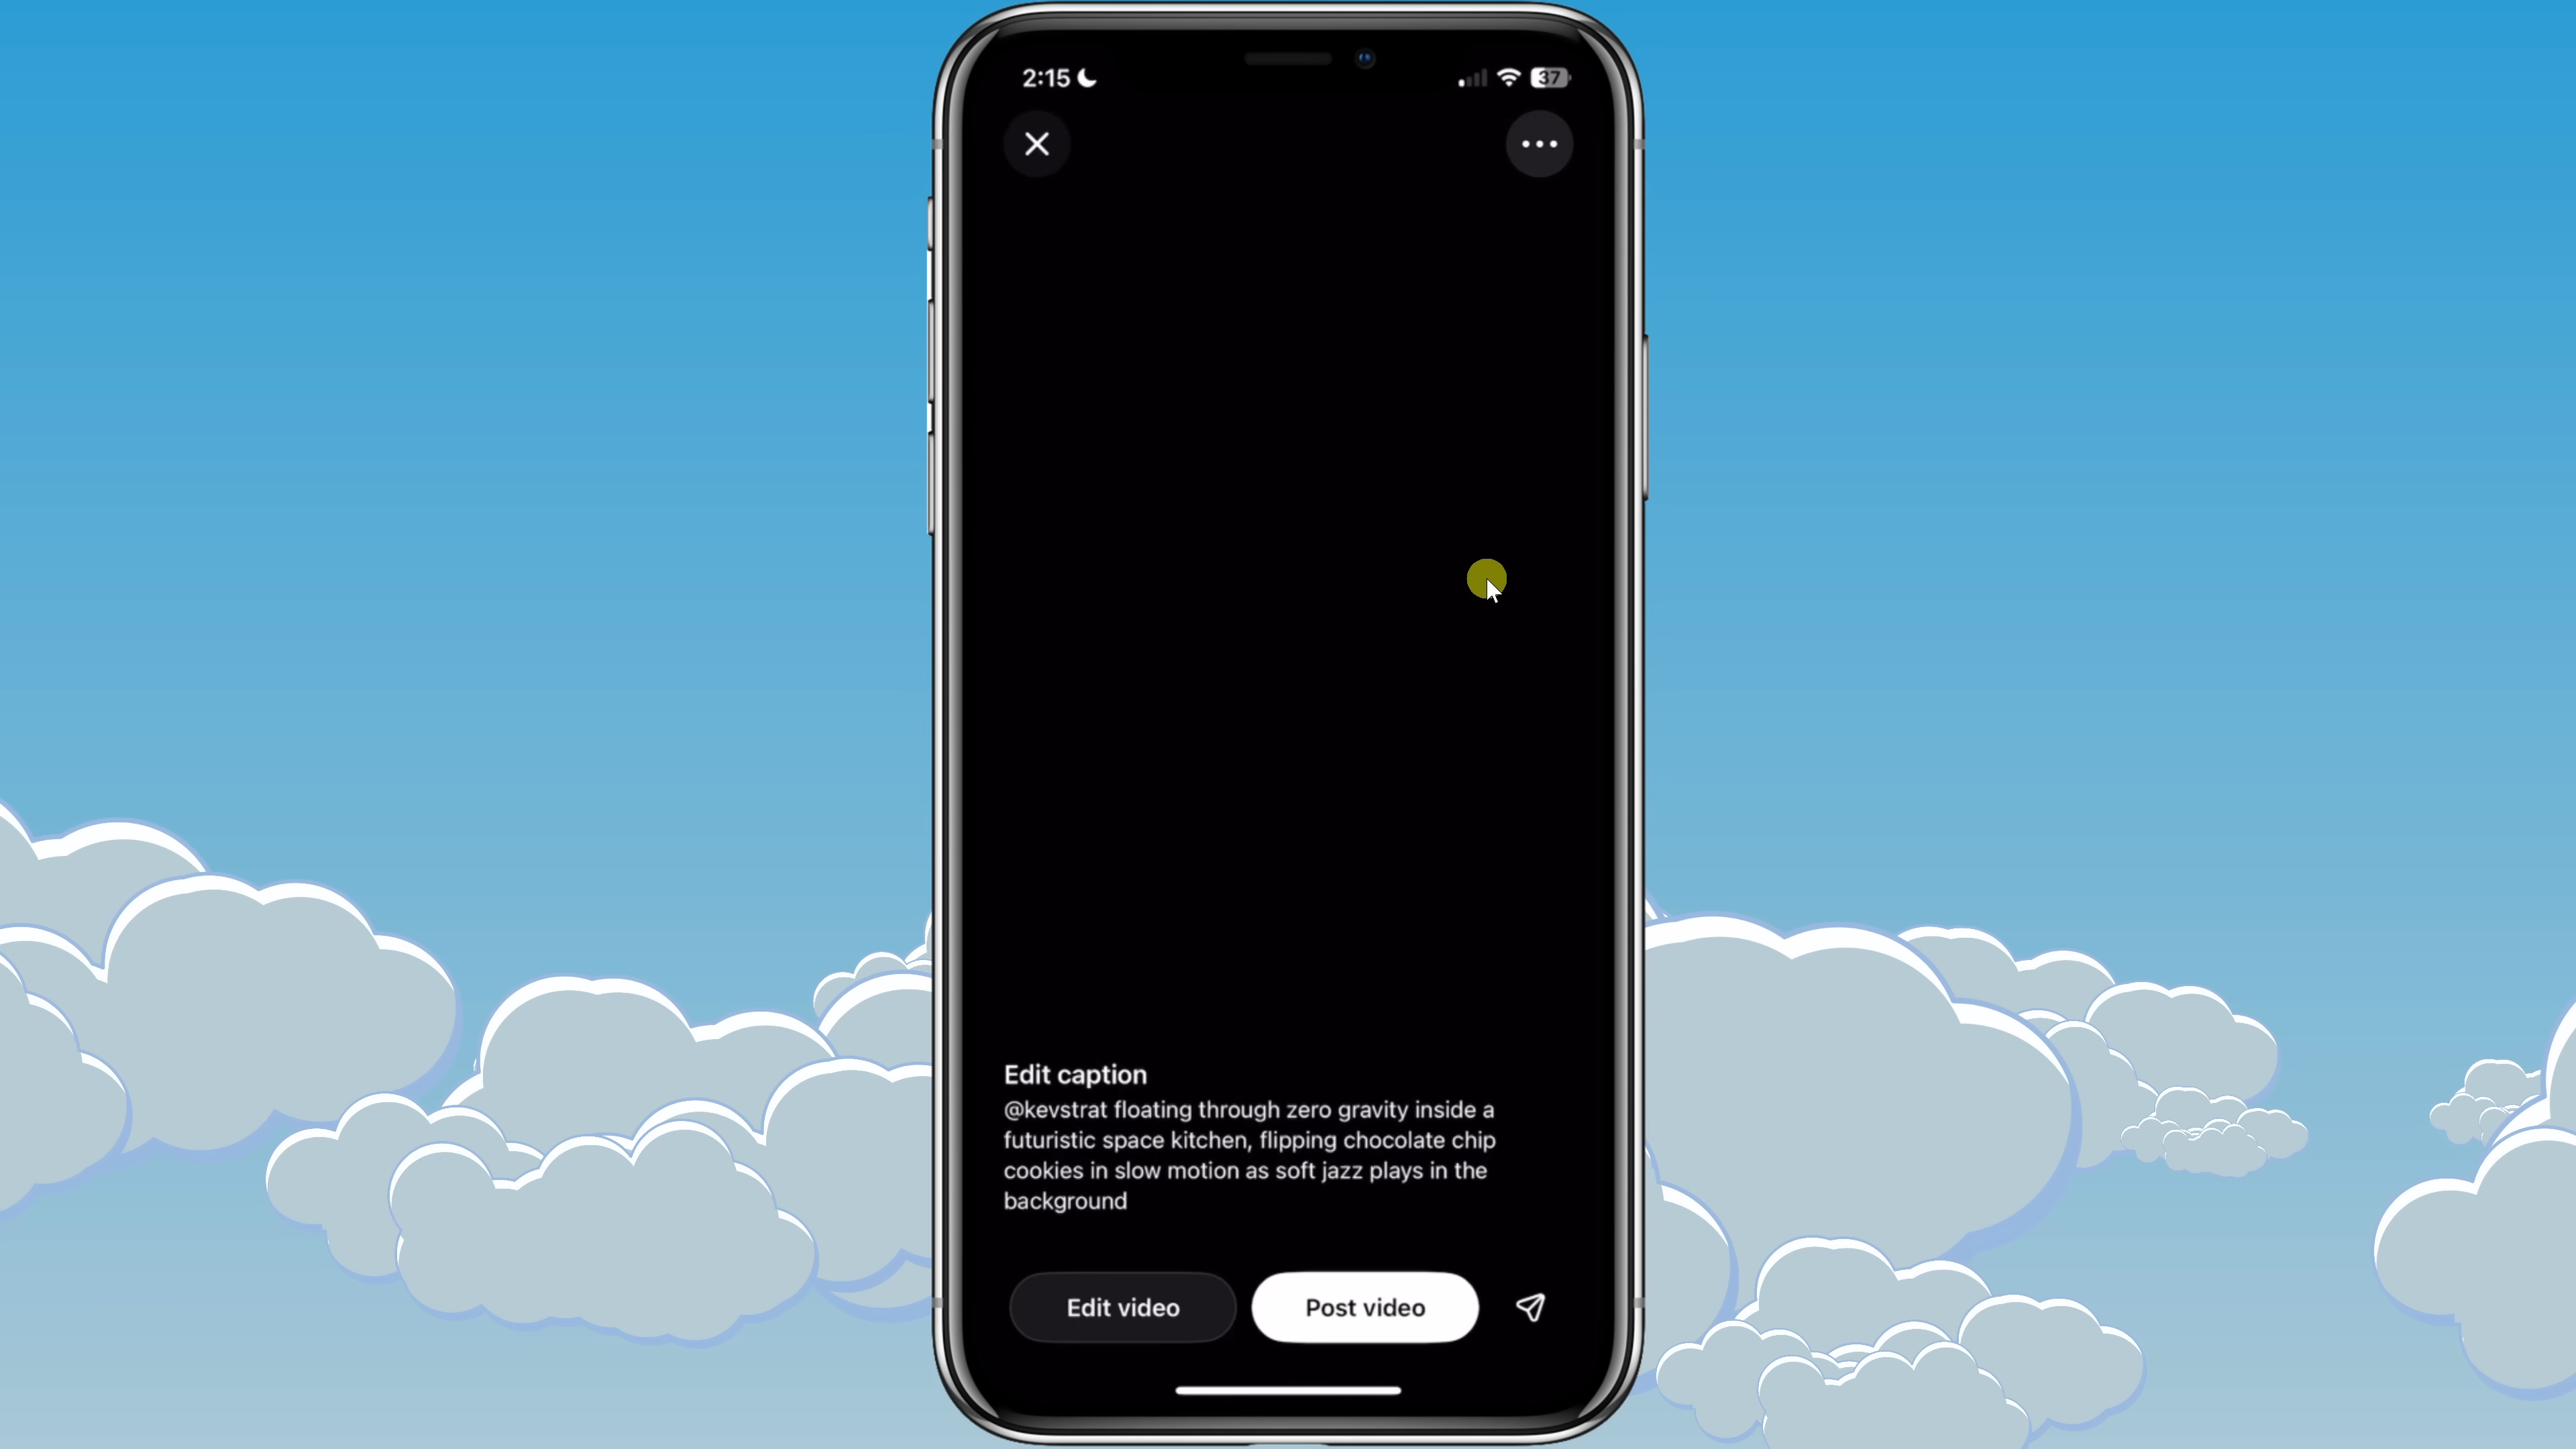 2:15
37
Edit caption
@kevstrat floating through zero gravity inside a
futuristic space kitchen, flipping chocolate chip
cookies in slow motion as soft jazz plays in the
background
Edit video
Post video